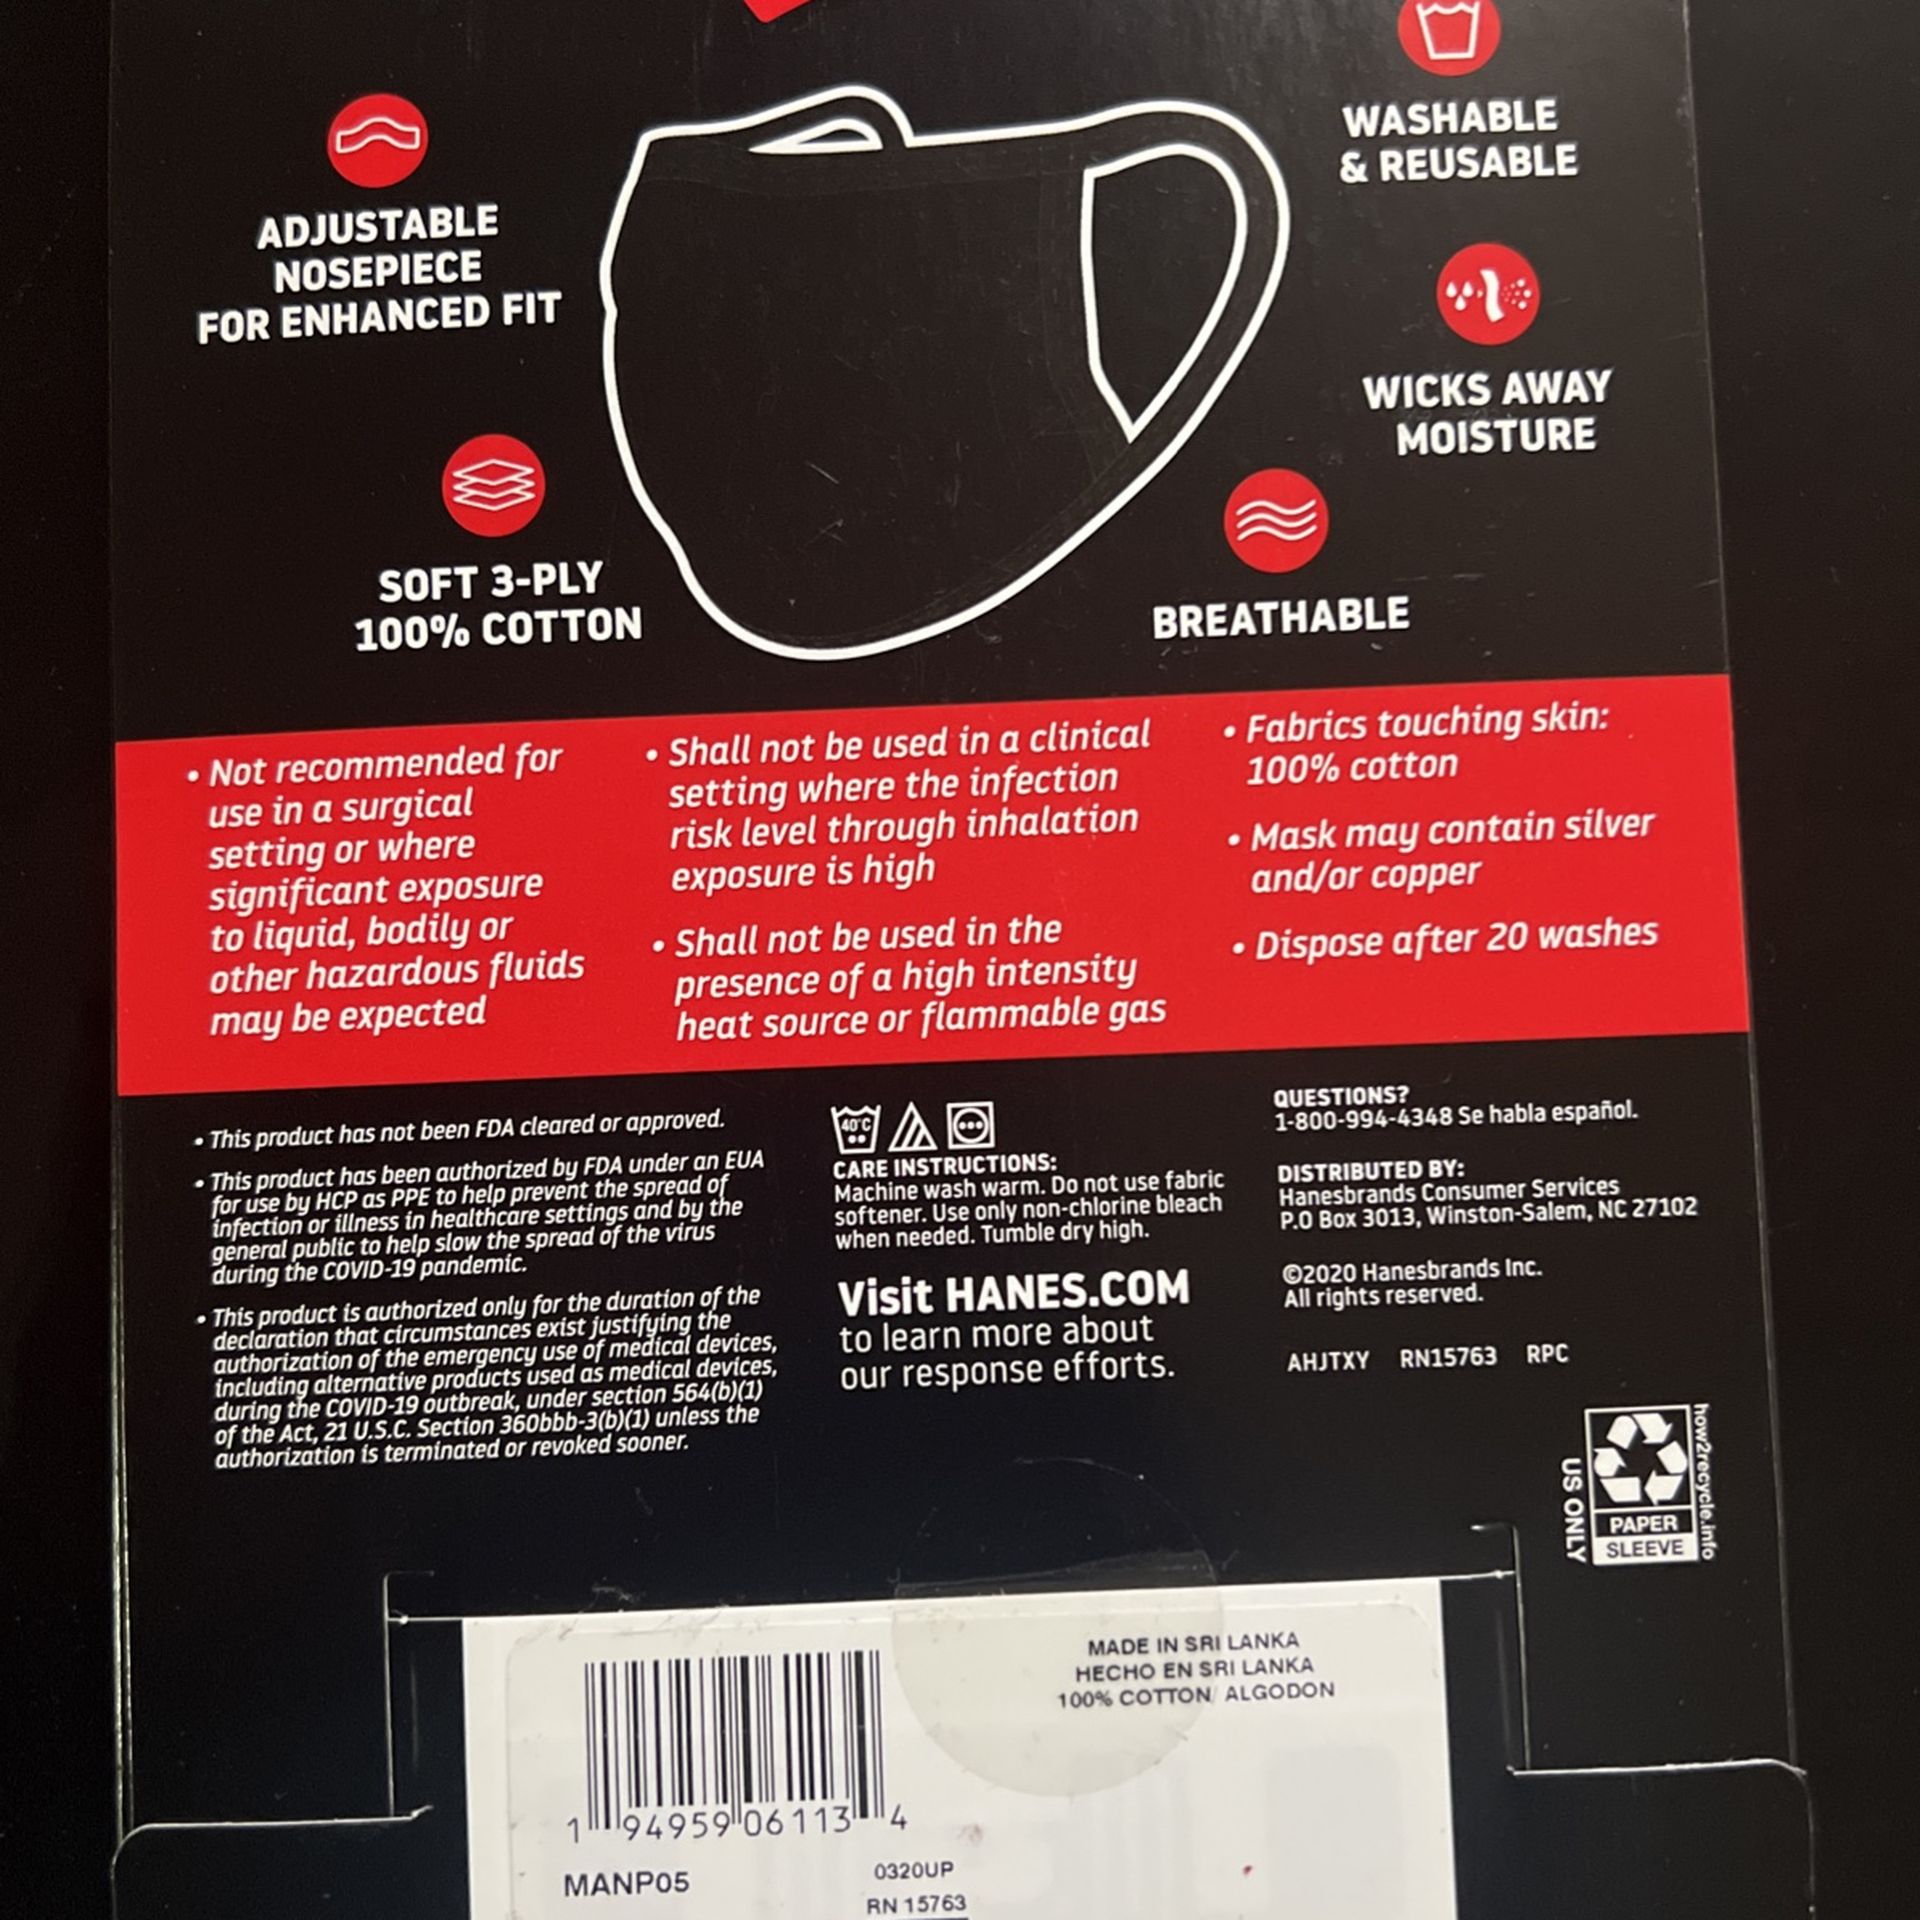 ADJUSTABLE
NOSEPIECE
FOR ENHANCED FIT
SOFT 3-PLY
100% COTTON
WASHABLE
& REUSABLE
WICKS AWAY
MOISTURE
BREATHABLE
• Not recommended for
use in a surgical
setting or where
significant exposure
to liquid, bodily or
other hazardous fluids
may be expected
• Shall not be used in a clinical
setting where the infection
risk level through inhalation
exposure is high
• Shall not be used in the
presence of a high intensity
heat source or flammable gas
• Fabrics touching skin:
100% cotton
• Mask may contain silver
and/or copper
• Dispose after 20 washes
• This product has not been FDA cleared or approved.
• This product has been authorized by FDA under an EUA
for use by HCP as PPE to help prevent the spread of
infection or illness in healthcare settings and by the
general public to help slow the spread of the virus
during the COVID-19 pandemic.
• This product is authorized only for the duration of the
declaration that circumstances exist justifying the
authorization of the emergency use of medical devices,
including alternative products used as medical devices,
during the COVID-19 outbreak, under section 564(b)(1)
of the Act, 21 U.S.C. Section 360bbb-3(b)(1) unless the
authorization is terminated or revoked sooner.
40°C
CARE INSTRUCTIONS:
Machine wash warm. Do not use fabric
softener. Use only non-chlorine bleach
when needed. Tumble dry high.
Visit HANES.COM
to learn more about
our response efforts.
QUESTIONS?
1-800-994-4348 Se habla español.
DISTRIBUTED BY:
Hanesbrands Consumer Services
P.O Box 3013, Winston-Salem, NC 27102
©2020 Hanesbrands Inc.
All rights reserved.
AHJTXY RN15763 RPC
US ONLY
PAPER
SLEEVE
how2recycle.info
MADE IN SRI LANKA
HECHO EN SRI LANKA
100% COTTON/ ALGODON
1 94959 06113 4
MANP05
0320UP
RN 15763